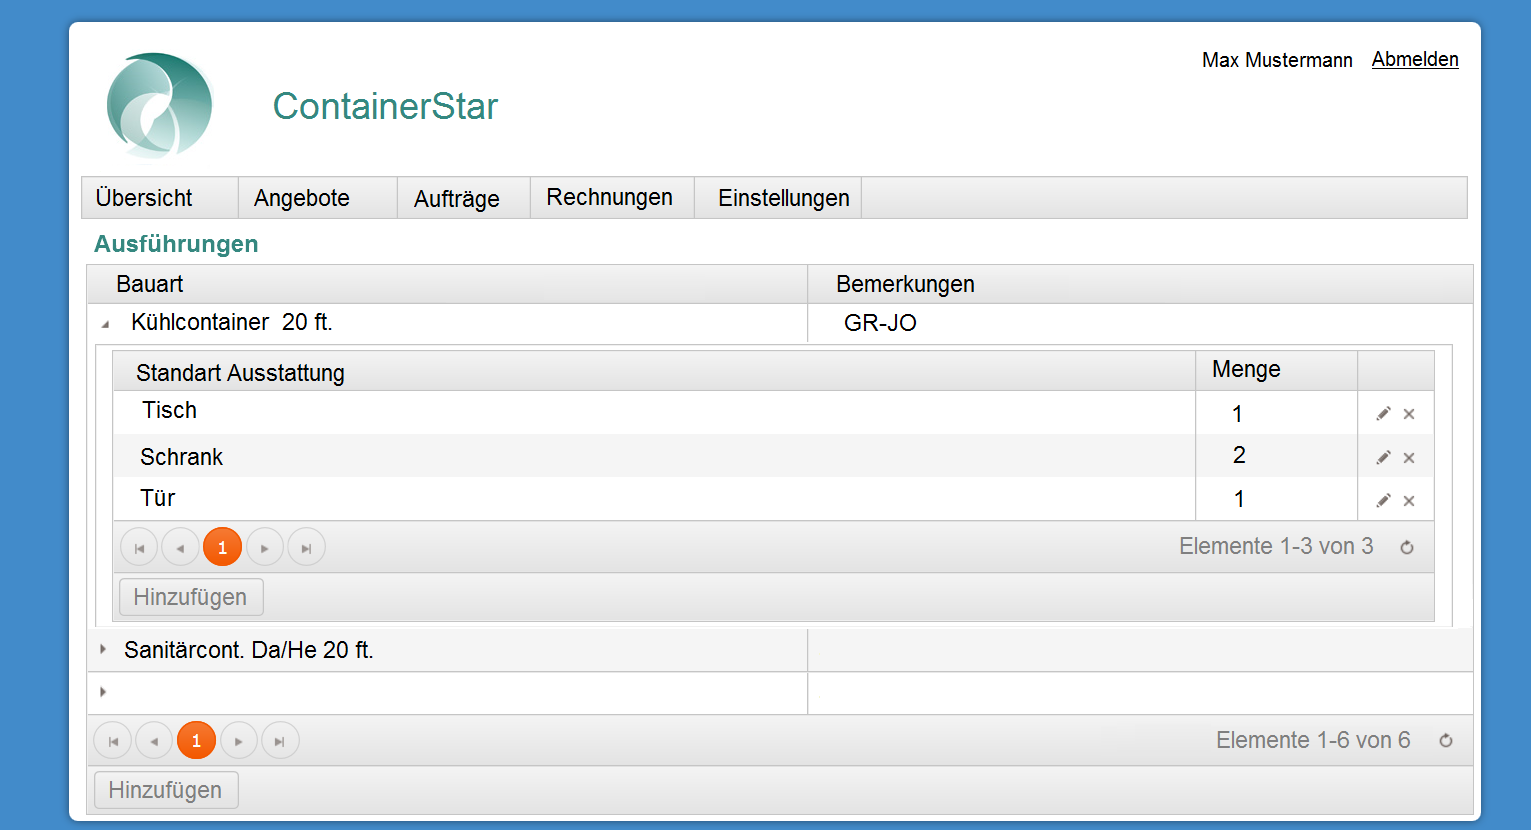 Max Mustermann Abmelden
ContainerStar
Übersicht Angebote Aufträge Rechnungen Einstellungen
Ausführungen
Bauart Bemerkungen
Kühlcontainer 20 ft. GR-JO
Standart Ausstattung Menge
Tisch 1
Schrank 2
Tür 1
1 Elemente 1-3 von 3
Hinzufügen
Sanitärcont. Da/He 20 ft.
1 Elemente 1-6 von 6
Hinzufügen